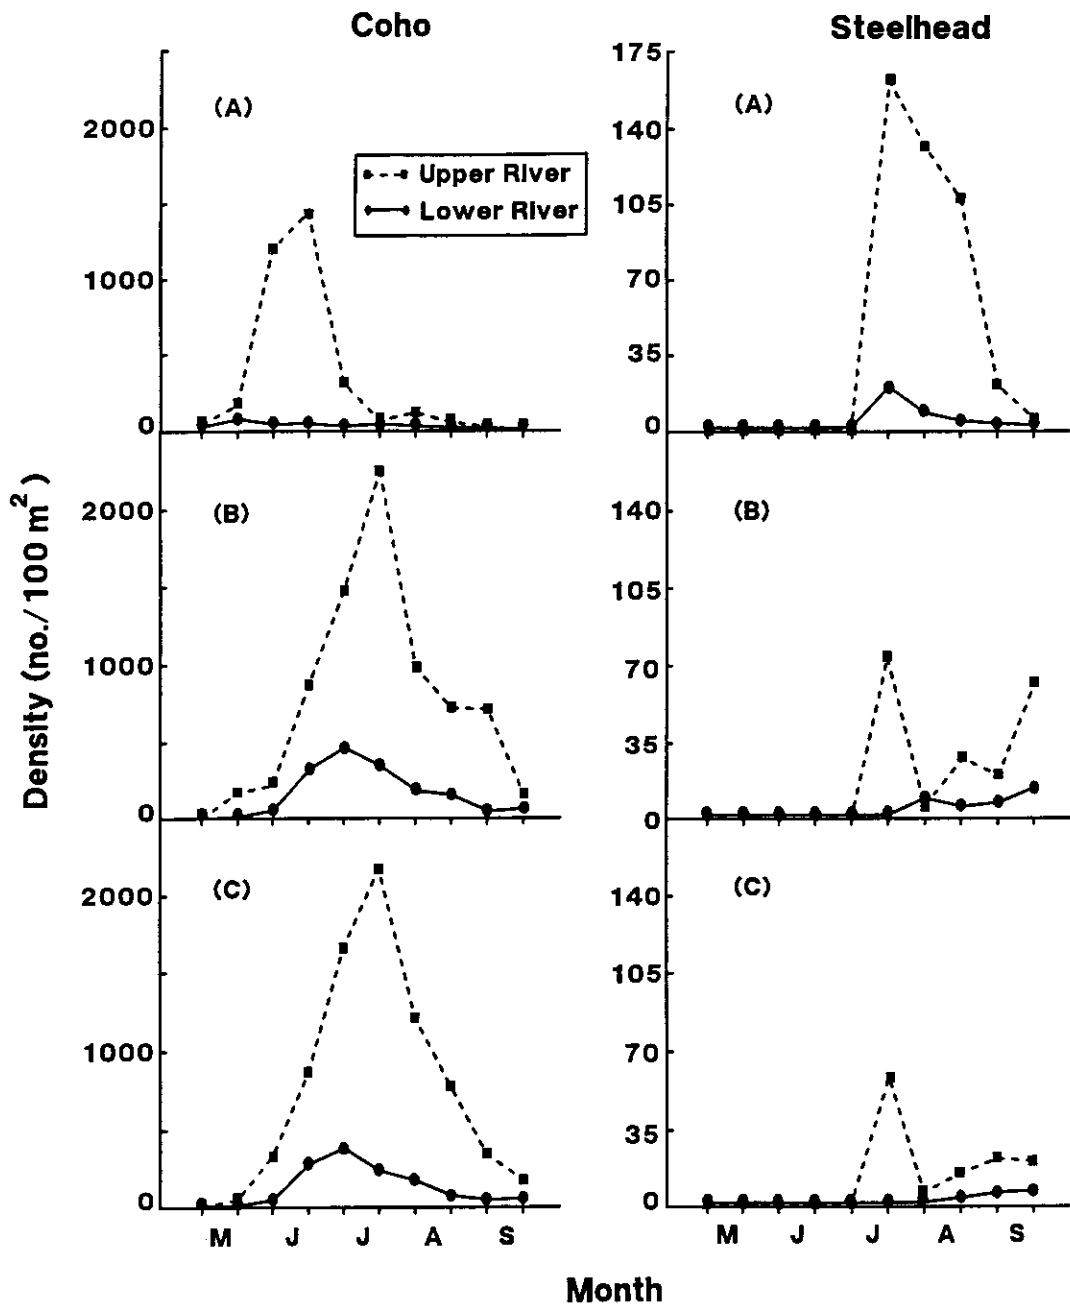 Coho
Steelhead
(A)
Upper River
Lower River
2000
1000
0
(A)
175
140
105
70
35
0
Density (no./100 m²)
(B)
2000
1000
0
(B)
140
105
70
35
0
(C)
2000
1000
0
M J J A S
(C)
140
105
70
35
0
M J J A S
Month